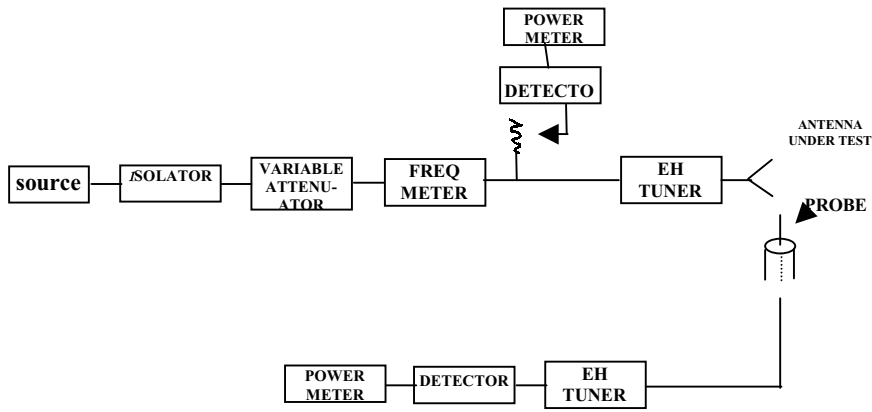 POWER
METER
DETECTO
ANTENNA
UNDER TEST
source
ISOLATOR
VARIABLE
ATTENU-
ATOR
FREQ
METER
EH
TUNER
PROBE
POWER
METER
DETECTOR
EH
TUNER